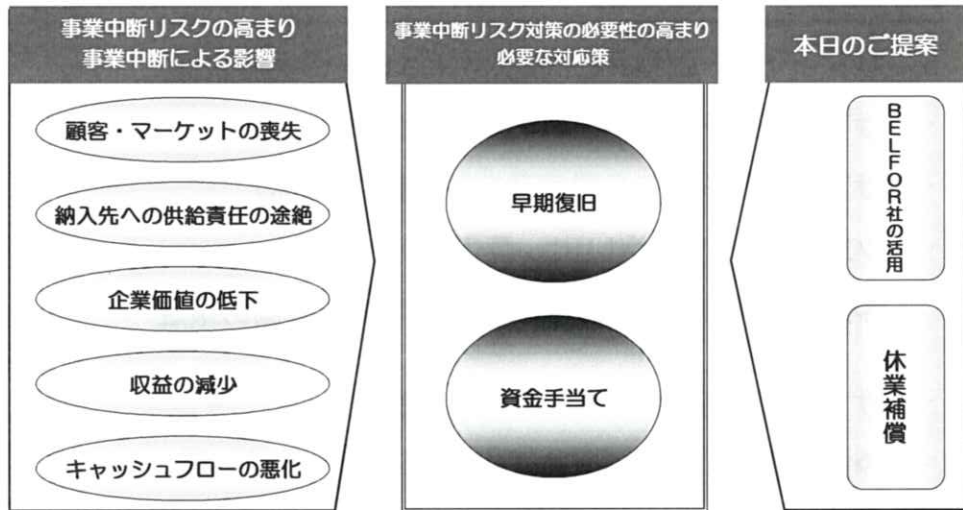 事業中断リスクの高まり
事業中断による影響
顧客・マーケットの喪失
納入先への供給責任の途絶
企業価値の低下
収益の減少
キャッシュフローの悪化
事業中断リスク対策の必要性の高まり
必要な対応策
早期復旧
資金手当て
本日のご提案
BELFOR社の活用
休業補償